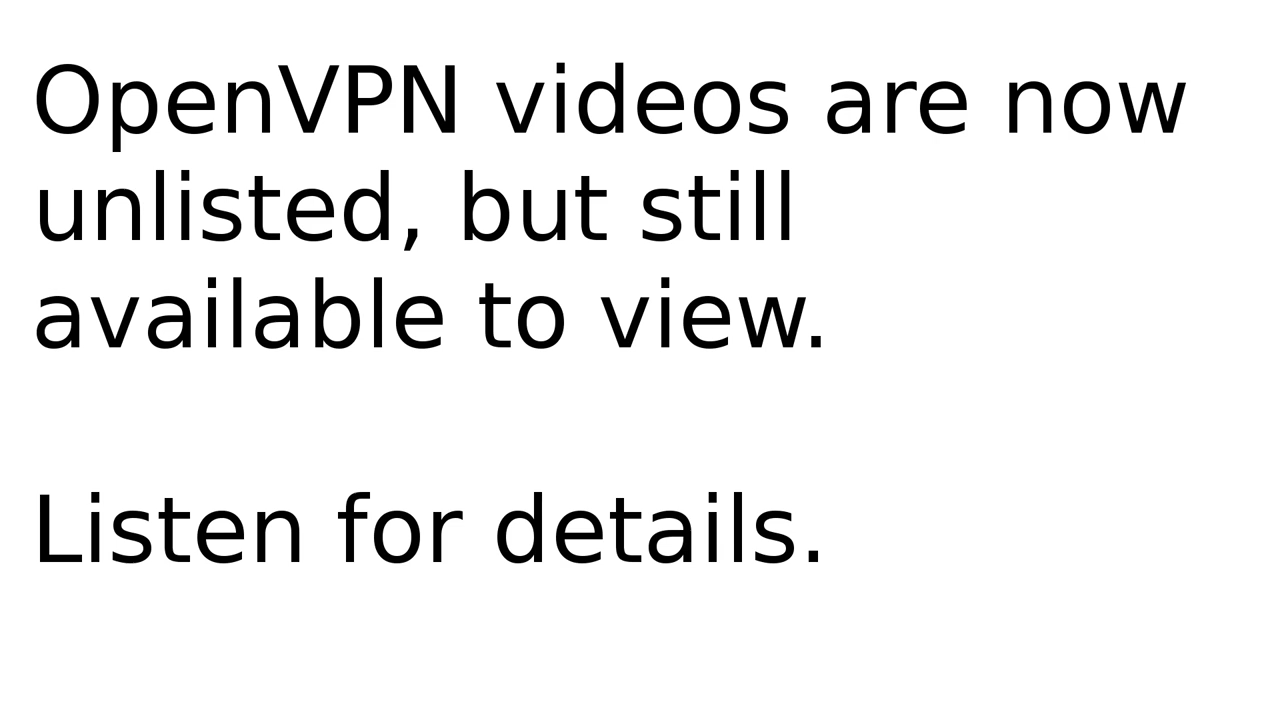 OpenVPN videos are now
unlisted, but still
available to view.
Listen for details.